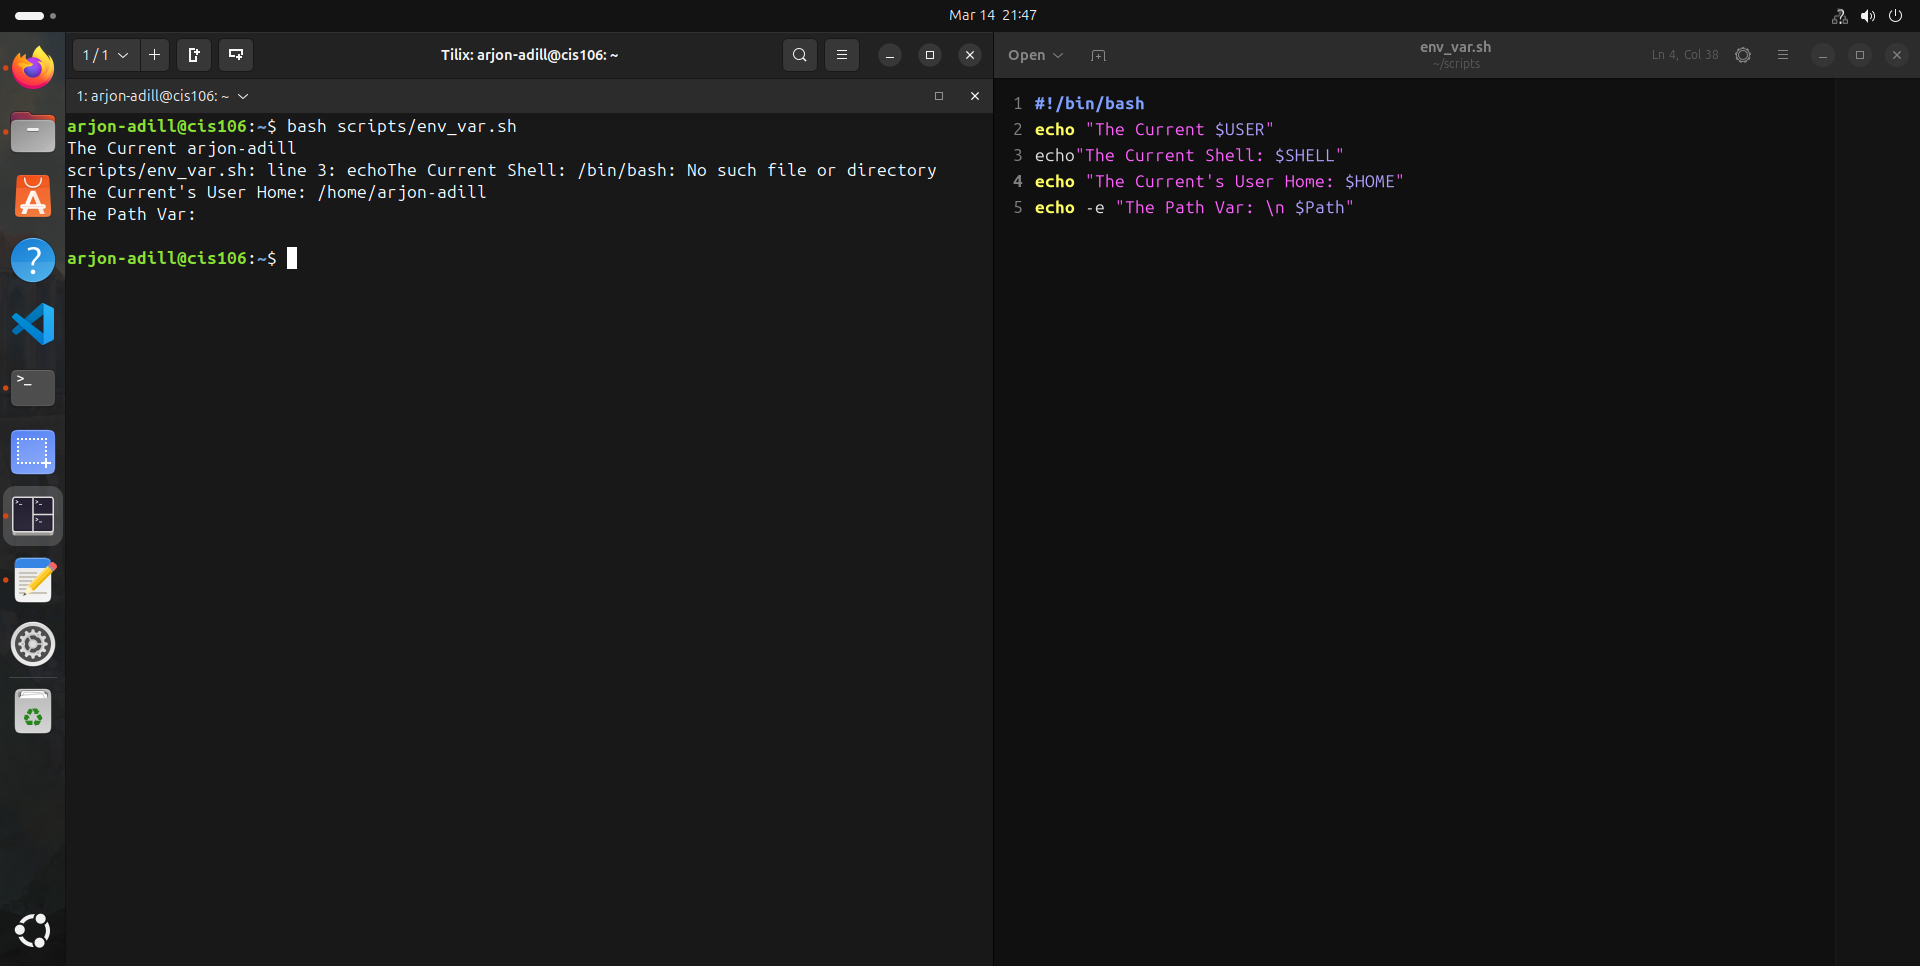 Mar 14 21:47
1 / 1
Tilix: arjon-adill@cis106: ~
1: arjon-adill@cis106: ~
arjon-adill@cis106:~$ bash scripts/env_var.sh
The Current arjon-adill
scripts/env_var.sh: line 3: echoThe Current Shell: /bin/bash: No such file or directory
The Current's User Home: /home/arjon-adill
The Path Var:
arjon-adill@cis106:~$
Open
env_var.sh
~/scripts
Ln 4, Col 38
1 #!/bin/bash
2 echo "The Current $USER"
3 echo"The Current Shell: $SHELL"
4 echo "The Current's User Home: $HOME"
5 echo -e "The Path Var: \n $Path"